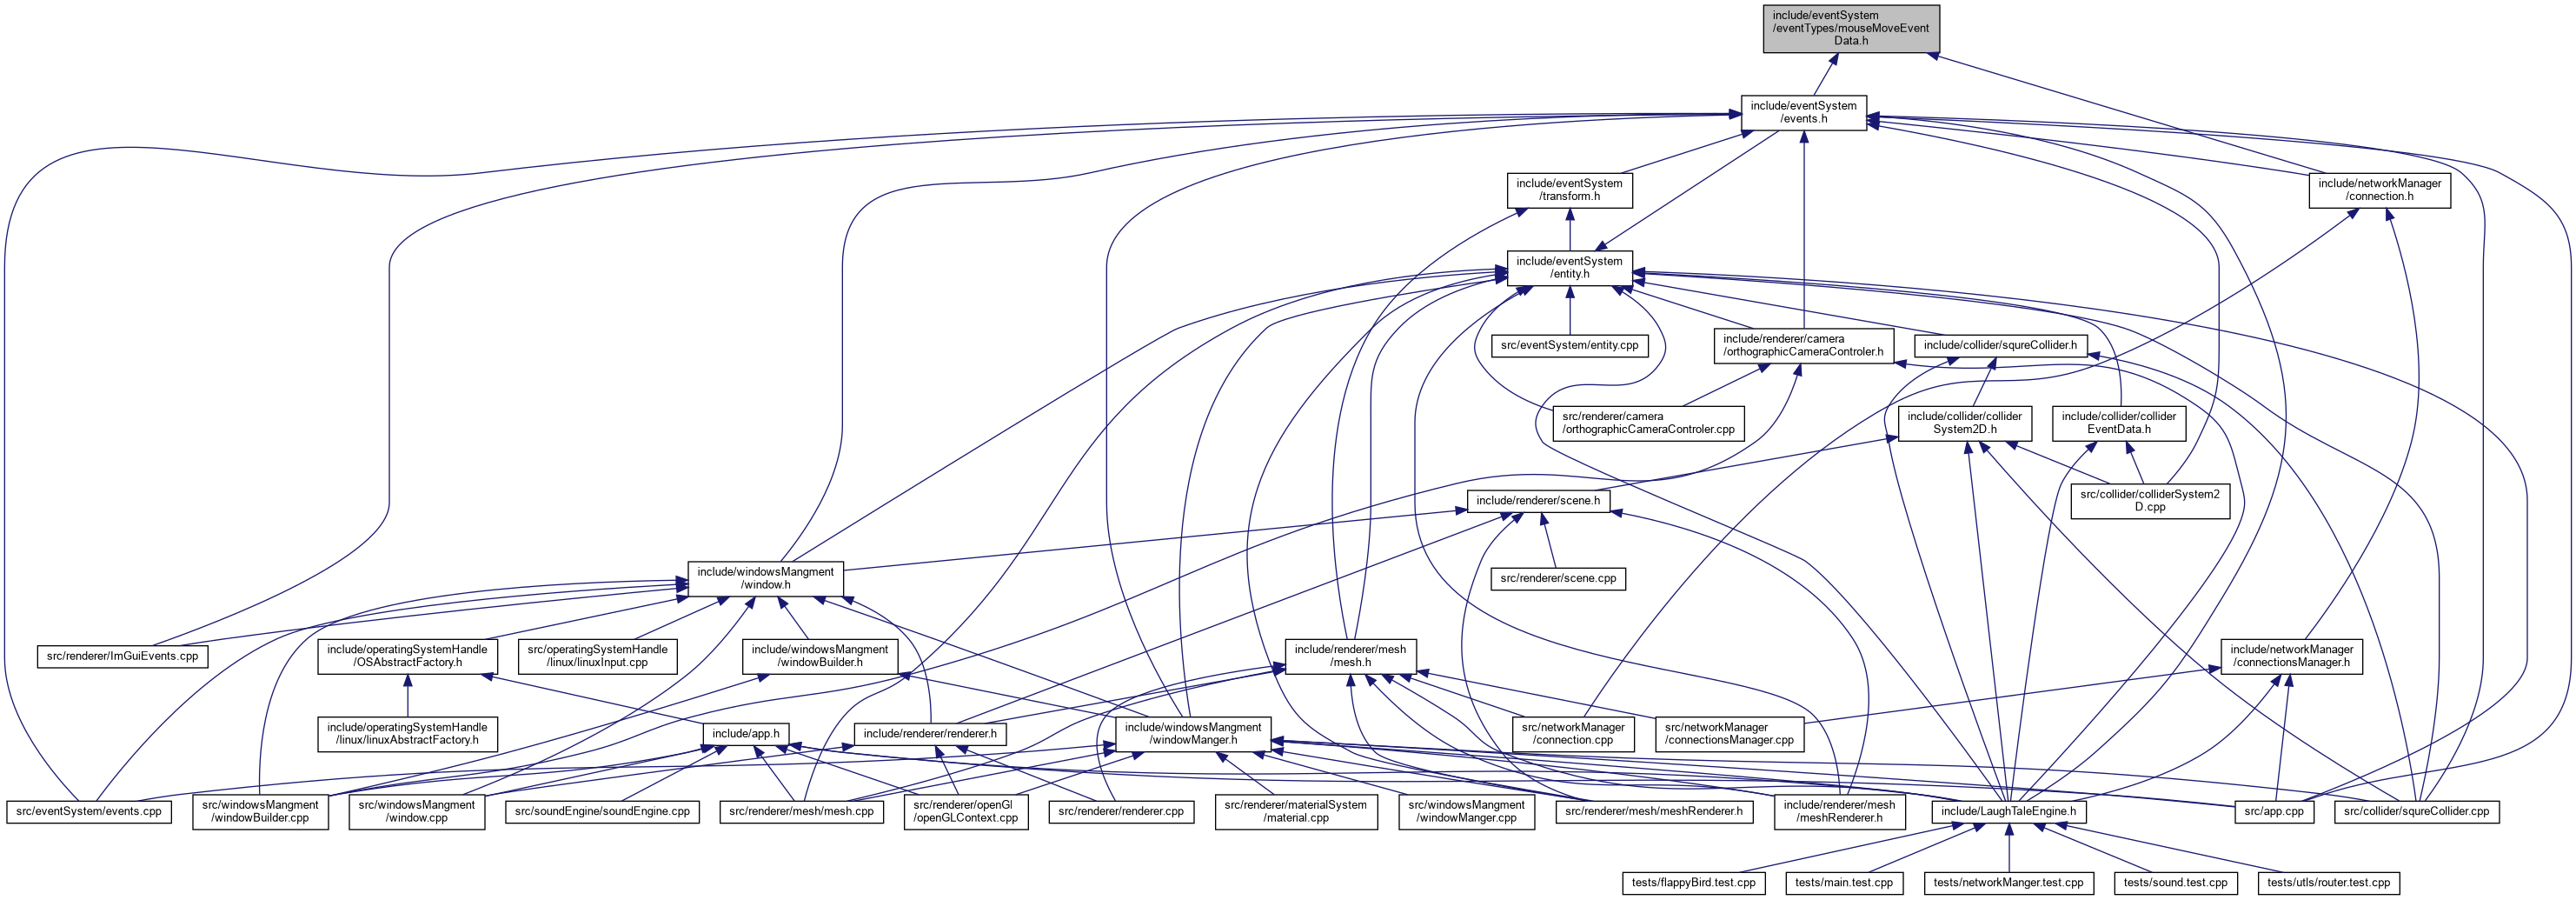 include/eventSystem
/eventTypes/mouseMoveEvent
Data.h
include/eventSystem
/events.h
include/eventSystem
/transform.h
include/networkManager
/connection.h
include/eventSystem
/entity.h
src/eventSystem/entity.cpp
include/renderer/camera
/orthographicCameraControler.h
include/collider/squreCollider.h
src/renderer/camera
/orthographicCameraControler.cpp
include/collider/collider
System2D.h
include/collider/collider
EventData.h
include/renderer/scene.h
src/collider/colliderSystem2
D.cpp
include/windowsMangment
/window.h
src/renderer/scene.cpp
src/renderer/ImGuiEvents.cpp
include/operatingSystemHandle
/OSAbstractFactory.h
src/operatingSystemHandle
/linux/linuxInput.cpp
include/windowsMangment
/windowBuilder.h
include/renderer/mesh
/mesh.h
include/networkManager
/connectionsManager.h
include/operatingSystemHandle
/linux/linuxAbstractFactory.h
include/app.h
include/renderer/renderer.h
include/windowsMangment
/windowManger.h
src/networkManager
/connection.cpp
src/networkManager
/connectionsManager.cpp
src/eventSystem/events.cpp
src/windowsMangment
/windowBuilder.cpp
src/windowsMangment
/window.cpp
src/soundEngine/soundEngine.cpp
src/renderer/mesh/mesh.cpp
src/renderer/openGl
/openGLContext.cpp
src/renderer/renderer.cpp
src/renderer/materialSystem
/material.cpp
src/windowsMangment
/windowManger.cpp
src/renderer/mesh/meshRenderer.h
include/renderer/mesh
/meshRenderer.h
include/LaughTaleEngine.h
src/app.cpp
src/collider/squreCollider.cpp
tests/flappyBird.test.cpp
tests/main.test.cpp
tests/networkManger.test.cpp
tests/sound.test.cpp
tests/utls/router.test.cpp